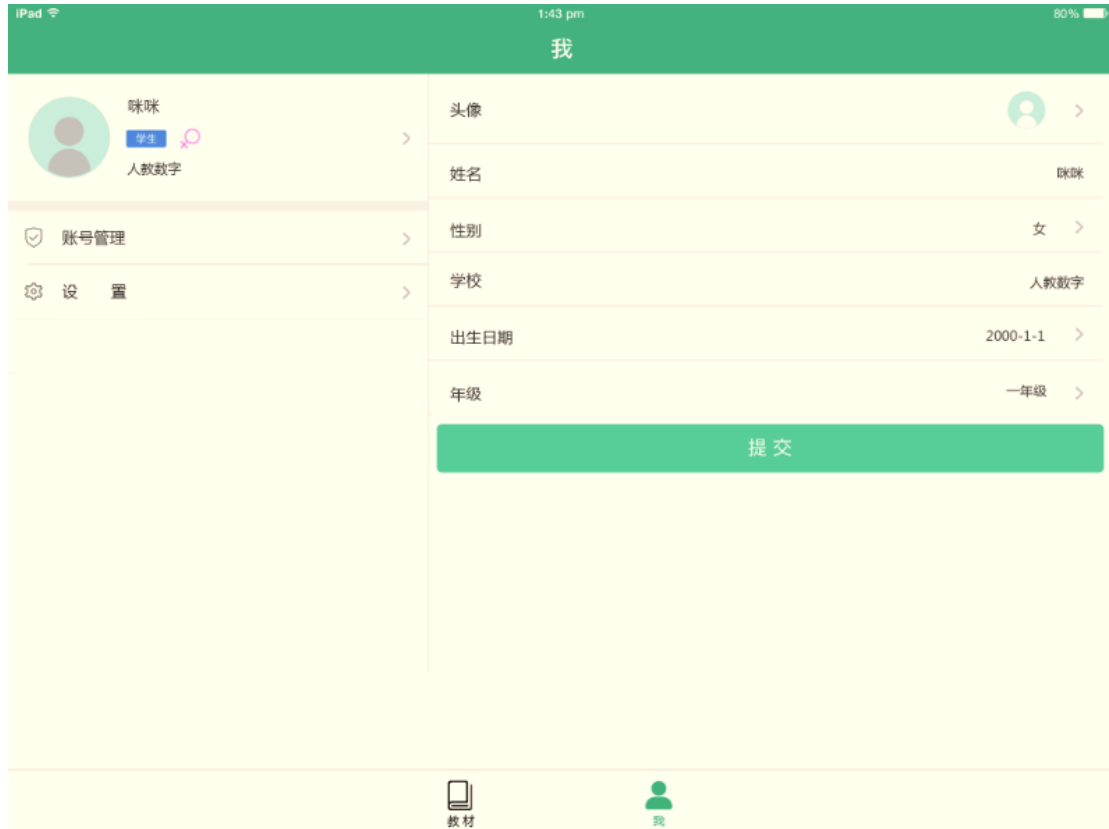 iPad 1:43 pm 80%
我
咪咪
学生
人教数字
账号管理
设 置
头像
姓名 咪咪
性别 女
学校 人教数字
出生日期 2000-1-1
年级 一年级
提 交
教材 我